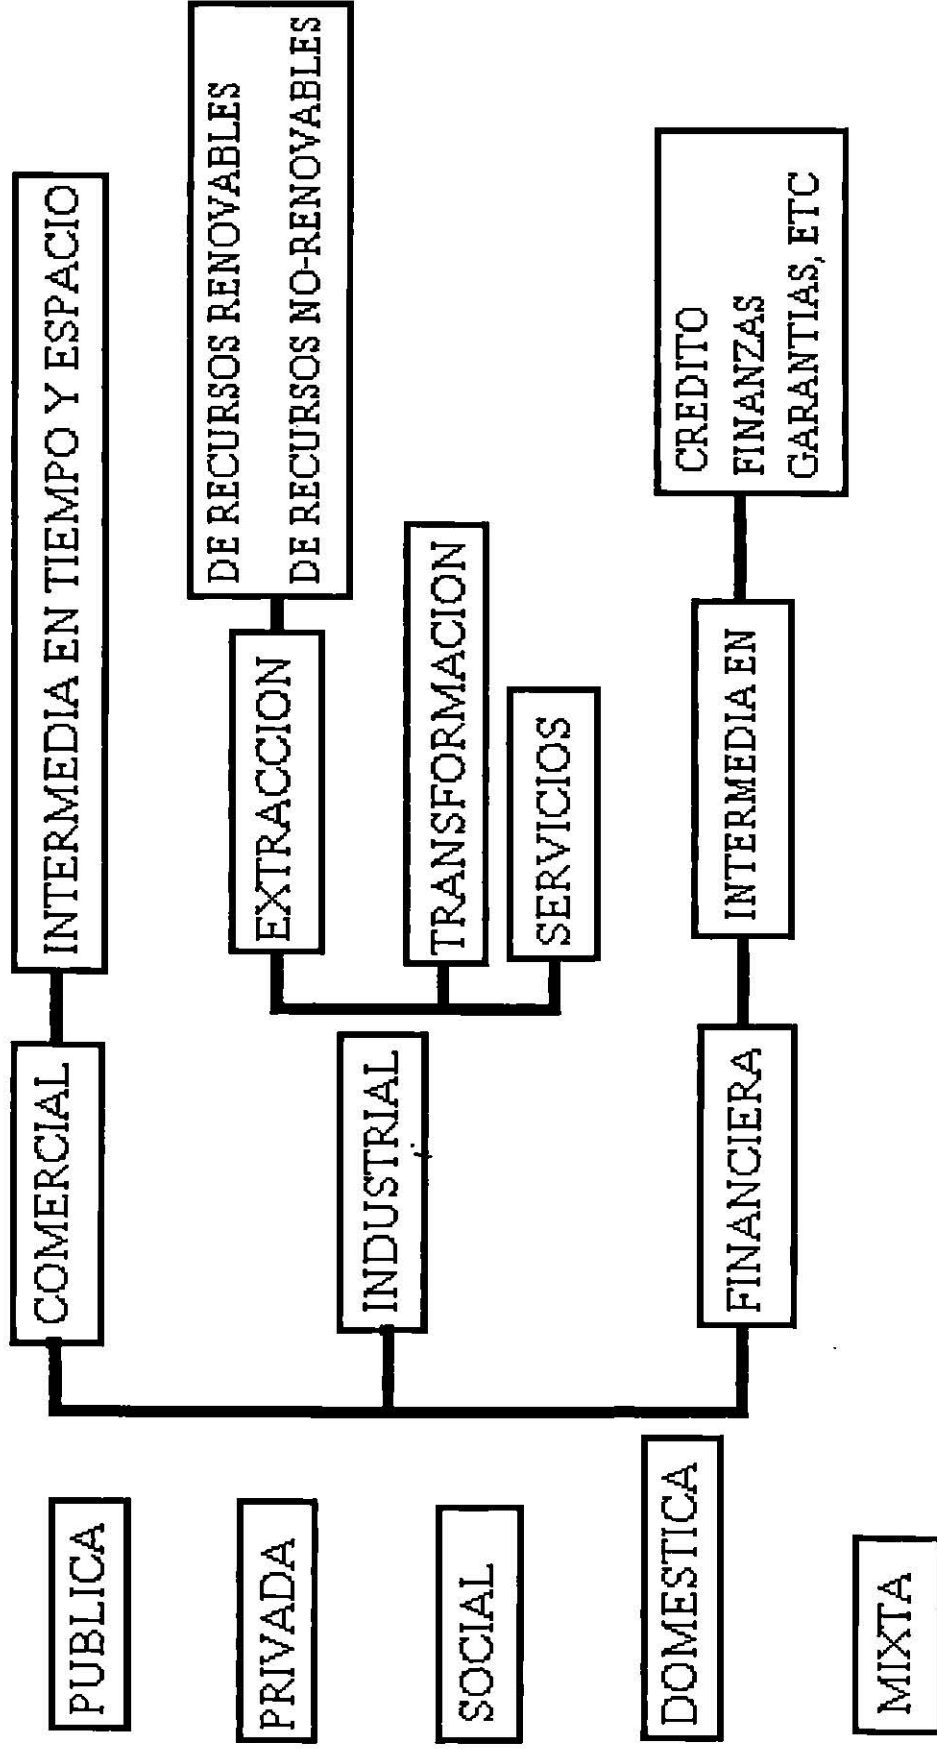 PUBLICA
PRIVADA
SOCIAL
DOMESTICA
MIXTA
COMERCIAL
INTERMEDIA EN TIEMPO Y ESPACIO
INDUSTRIAL
EXTRACCION
DE RECURSOS RENOVABLES
DE RECURSOS NO-RENOVABLES
TRANSFORMACION
SERVICIOS
FINANCIERA
INTERMEDIA EN
CREDITO
FINANZAS
GARANTIAS, ETC